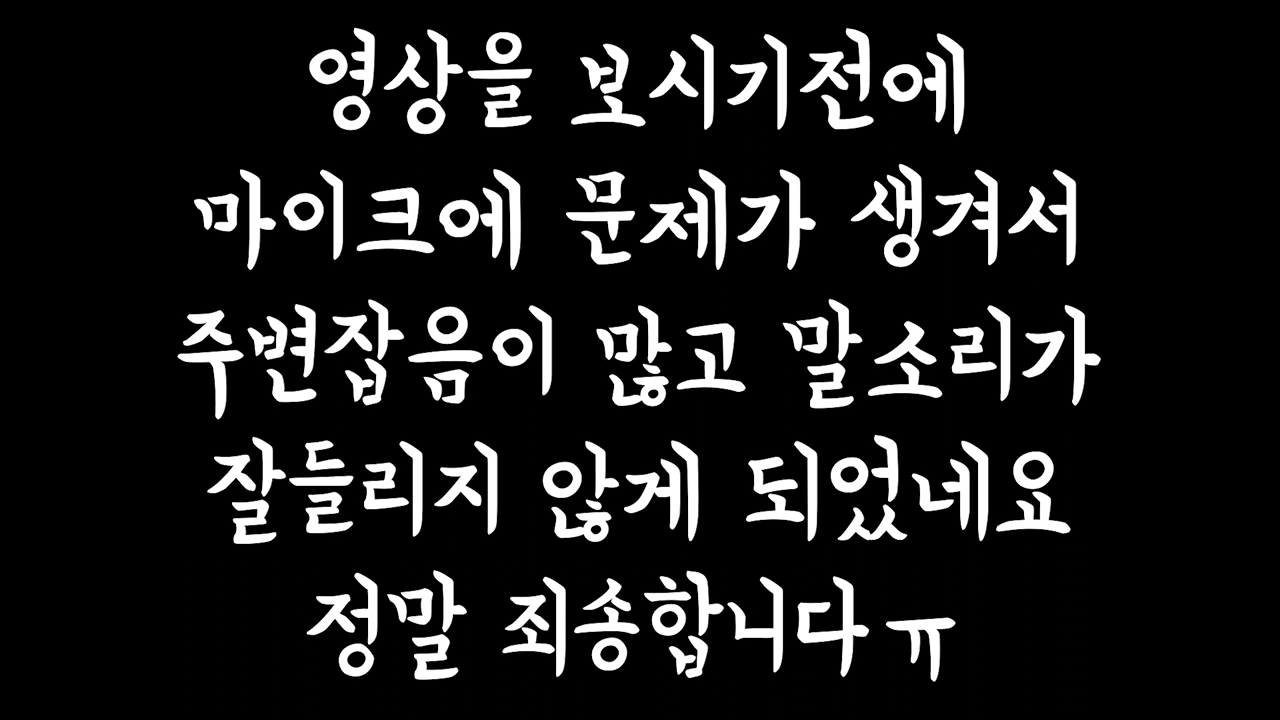 영상을 보시기전에
마이크에 문제가 생겨서
주변잡음이 많고 말소리가
잘들리지 않게 되었네요
정말 죄송합니다ㅠ